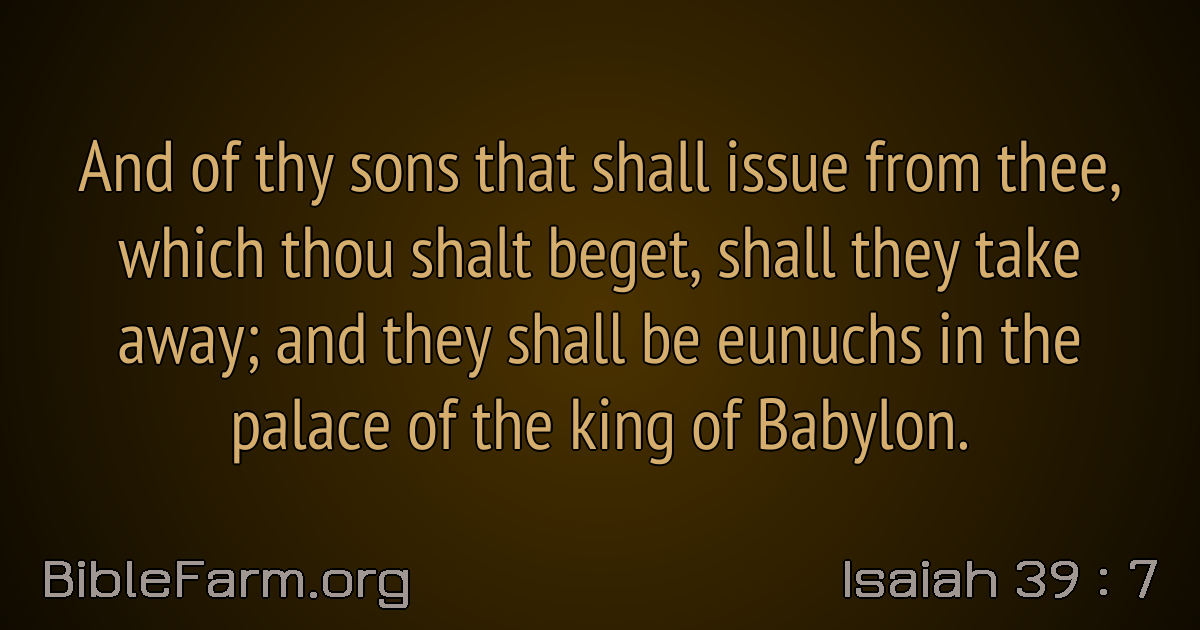 And of thy sons that shall issue from thee,
which thou shalt beget, shall they take
away; and they shall be eunuchs in the
palace of the king of Babylon.
BibleFarm.org
Isaiah 39 : 7